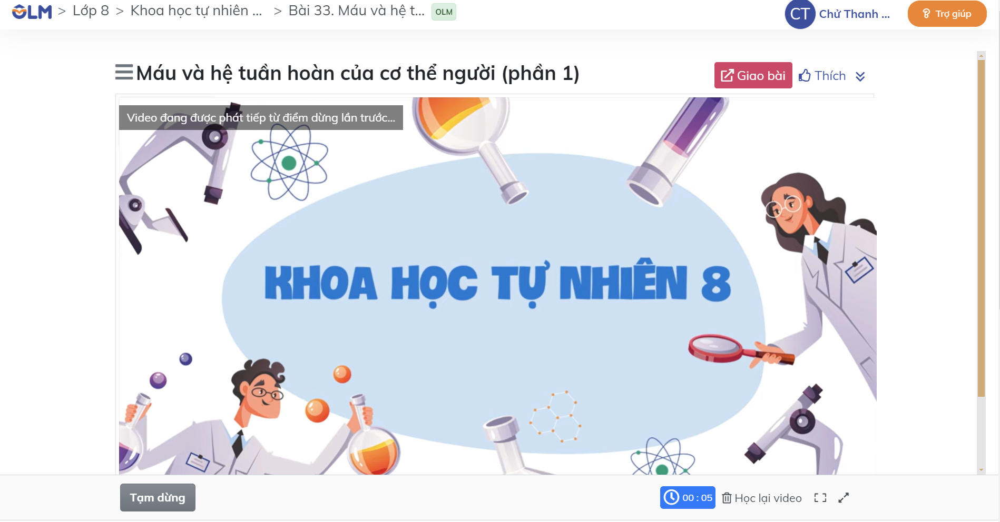 OLM > Lớp 8 > Khoa học tự nhiên ... > Bài 33. Máu và hệ t... OLM
CT Chử Thanh ... Trợ giúp
Máu và hệ tuần hoàn của cơ thể người (phần 1)
Giao bài Thích
Video đang được phát tiếp từ điểm dừng lần trước...
KHOA HỌC TỰ NHIÊN 8
Tạm dừng 00 : 05 Học lại video